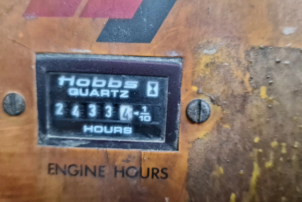 Hobbs
QUARTZ
24334 1/10
HOURS
ENGINE HOURS